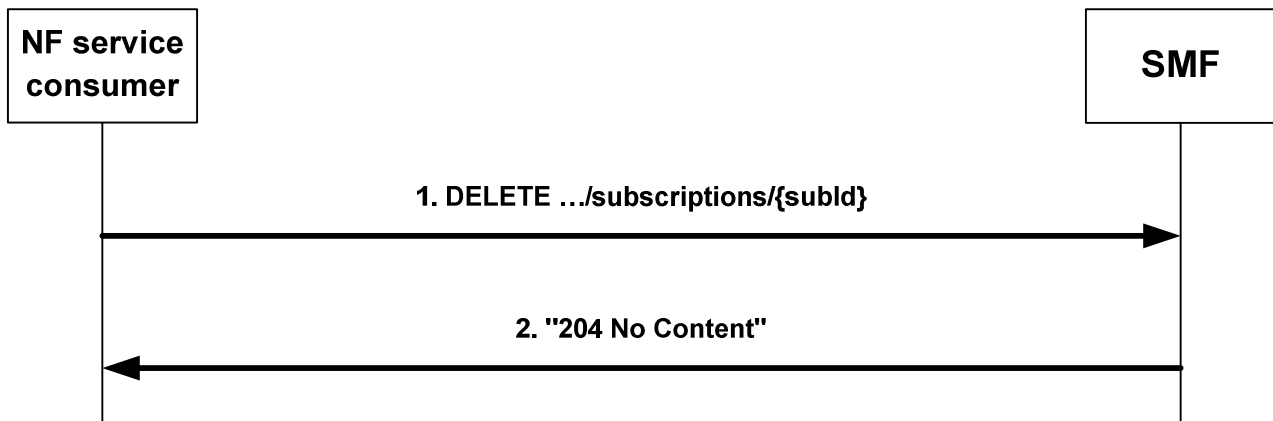 NF service
consumer
SMF
1. DELETE …/subscriptions/{subId}
2. "204 No Content"